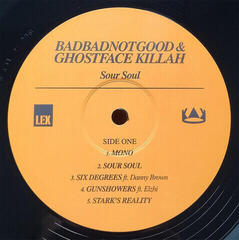 BADBADNOTGOOD &
GHOSTFACE KILLAH
Sour Soul
LEX
SIDE ONE
1. MONO
2. SOUR SOUL
3. SIX DEGREES ft. Danny Brown
4. GUNSHOWERS ft. Elzhi
5. STARK'S REALITY